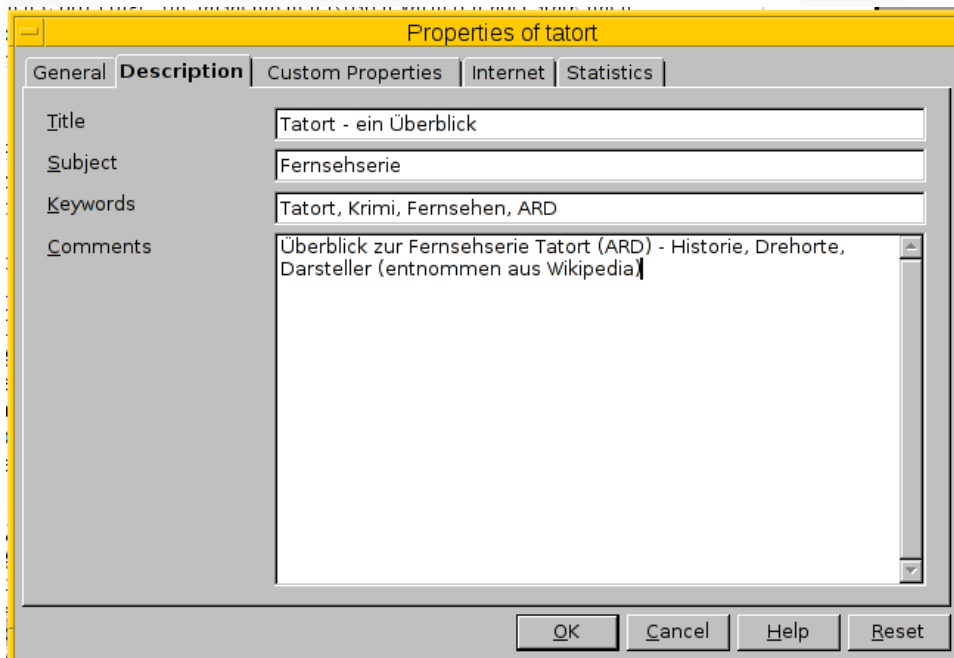 Properties of tatort
General Description Custom Properties Internet Statistics
Title Tatort - ein Überblick
Subject Fernsehserie
Keywords Tatort, Krimi, Fernsehen, ARD
Comments Überblick zur Fernsehserie Tatort (ARD) - Historie, Drehorte,
Darsteller (entnommen aus Wikipedia)
OK Cancel Help Reset